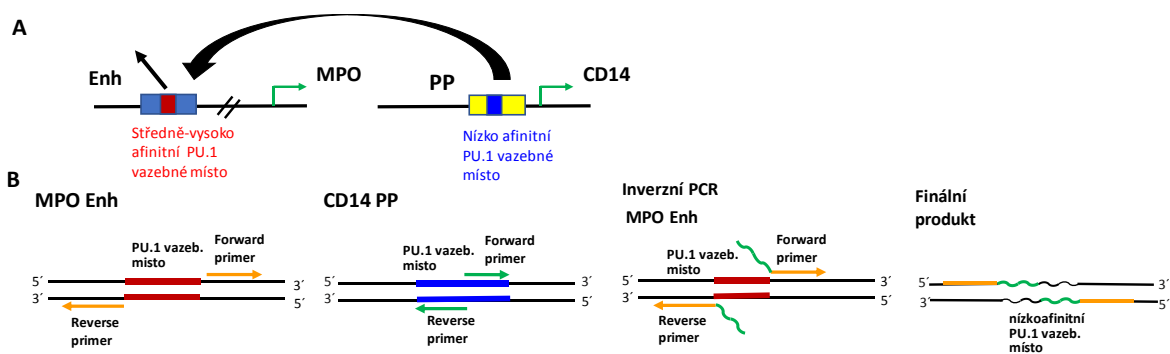 A
Enh
MPO
PP
CD14
Středně-vysoko
afinitní PU.1
vazebné místo
Nízko afinitní
PU.1 vazebné
místo
B
MPO Enh
PU.1 vazeb.
misto
Forward
primer
5´
3´
3´
5´
Reverse
primer
CD14 PP
PU.1 vazeb.
misto
Forward
primer
5´
3´
3´
5´
Reverse
primer
Inverzní PCR
MPO Enh
PU.1 vazeb.
misto
Forward
primer
5´
3´
3´
5´
Reverse
primer
Finální
produkt
5´
3´
3´
5´
nízkoafinitní
PU.1 vazeb.
místo